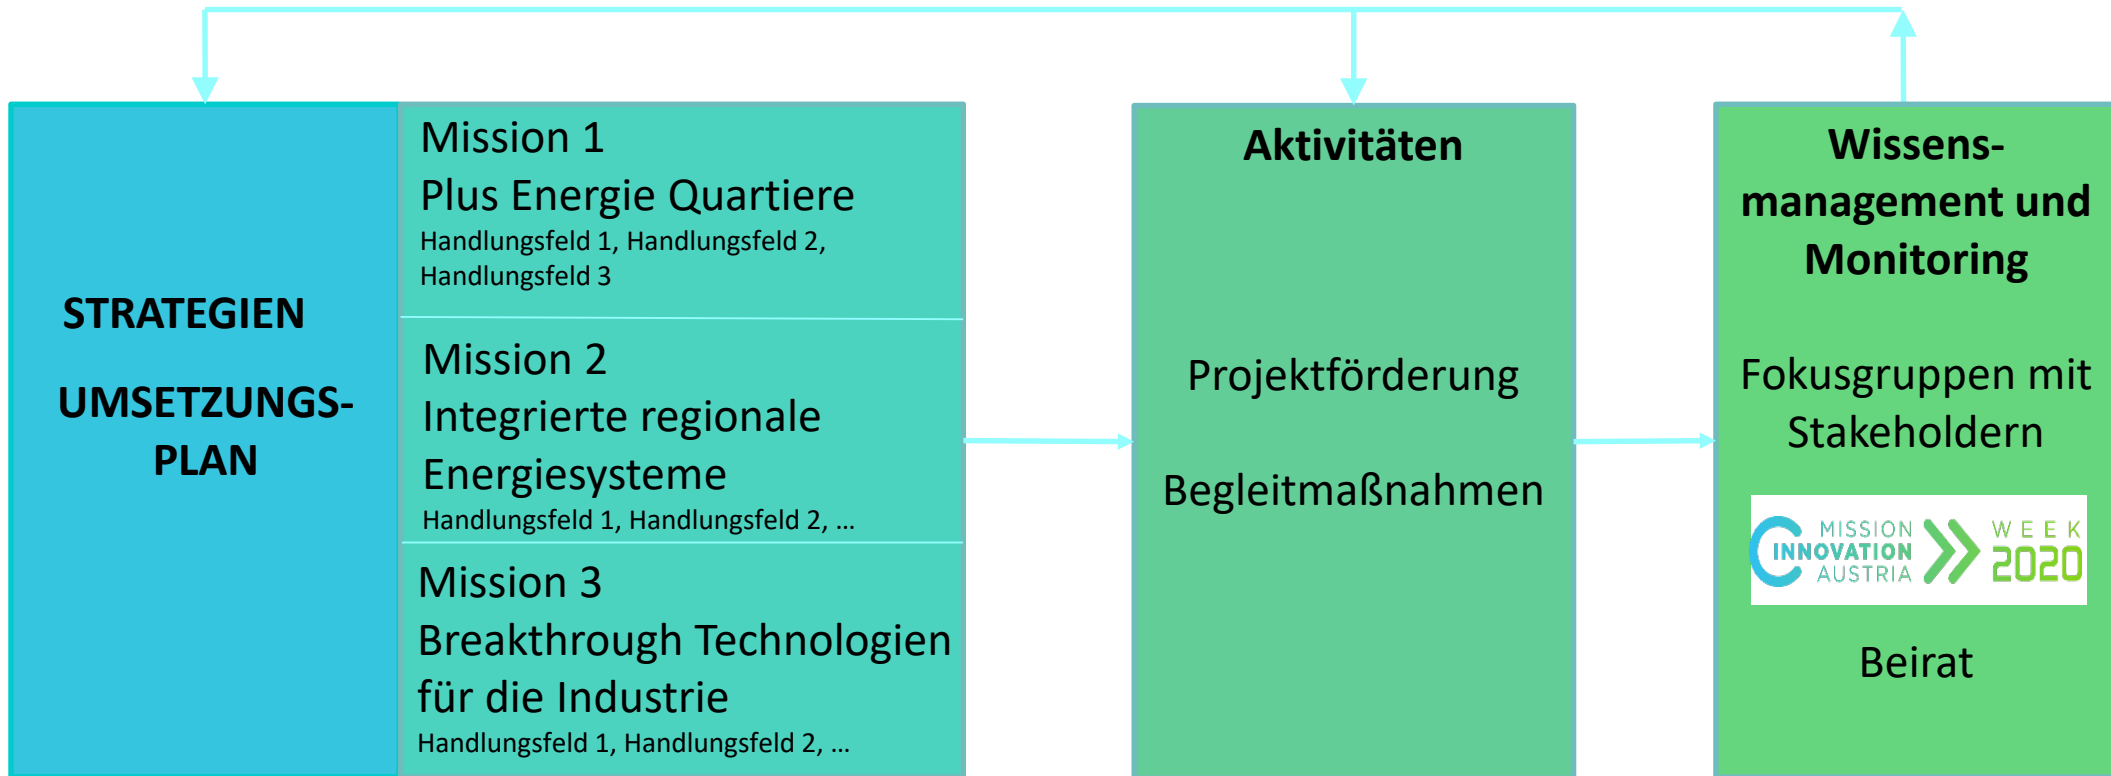 STRATEGIEN
UMSETZUNGS-
PLAN
Mission 1
Plus Energie Quartiere
Handlungsfeld 1, Handlungsfeld 2,
Handlungsfeld 3
Mission 2
Integrierte regionale
Energiesysteme
Handlungsfeld 1, Handlungsfeld 2, …
Mission 3
Breakthrough Technologien
für die Industrie
Handlungsfeld 1, Handlungsfeld 2, …
Aktivitäten
Projektförderung
Begleitmaßnahmen
Wissens-
management und
Monitoring
Fokusgruppen mit
Stakeholdern
MISSION
INNOVATION
AUSTRIA
WEEK
2020
Beirat